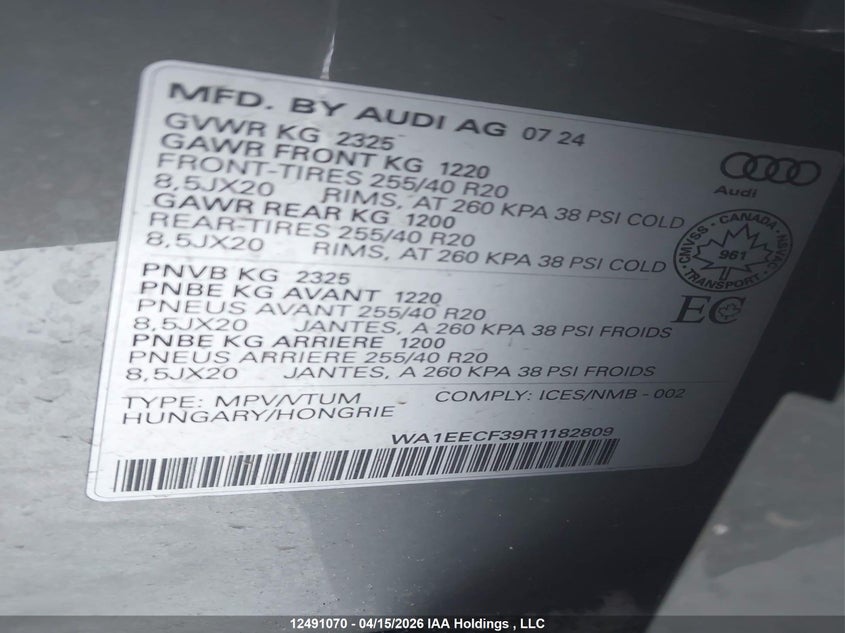 MFD. BY AUDI AG 07 24
GVWR KG 2325
GAWR FRONT KG 1220
FRONT-TIRES 255/40 R20
8,5JX20 RIMS, AT 260 KPA 38 PSI COLD
GAWR REAR KG 1200
REAR-TIRES 255/40 R20
8,5JX20 RIMS, AT 260 KPA 38 PSI COLD
Audi
CMVSS - CANADA - NSVAC
961
TRANSPORT
EC
PNVB KG 2325
PNBE KG AVANT 1220
PNEUS AVANT 255/40 R20
8,5JX20 JANTES, A 260 KPA 38 PSI FROIDS
PNBE KG ARRIERE 1200
PNEUS ARRIERE 255/40 R20
8,5JX20 JANTES, A 260 KPA 38 PSI FROIDS
TYPE: MPV/VTUM COMPLY: ICES/NMB - 002
HUNGARY/HONGRIE
WA1EECF39R1182809
12491070 - 04/15/2026 IAA Holdings , LLC